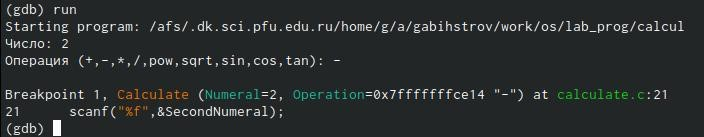 (gdb) run
Starting program: /afs/.dk.sci.pfu.edu.ru/home/g/a/gabihstrov/work/os/lab_prog/calcul
Число: 2
Операция (+,-,*,/,pow,sqrt,sin,cos,tan): -
Breakpoint 1, Calculate (Numeral=2, Operation=0x7fffffffce14 "-") at calculate.c:21
21 scanf("%f",&SecondNumeral);
(gdb)